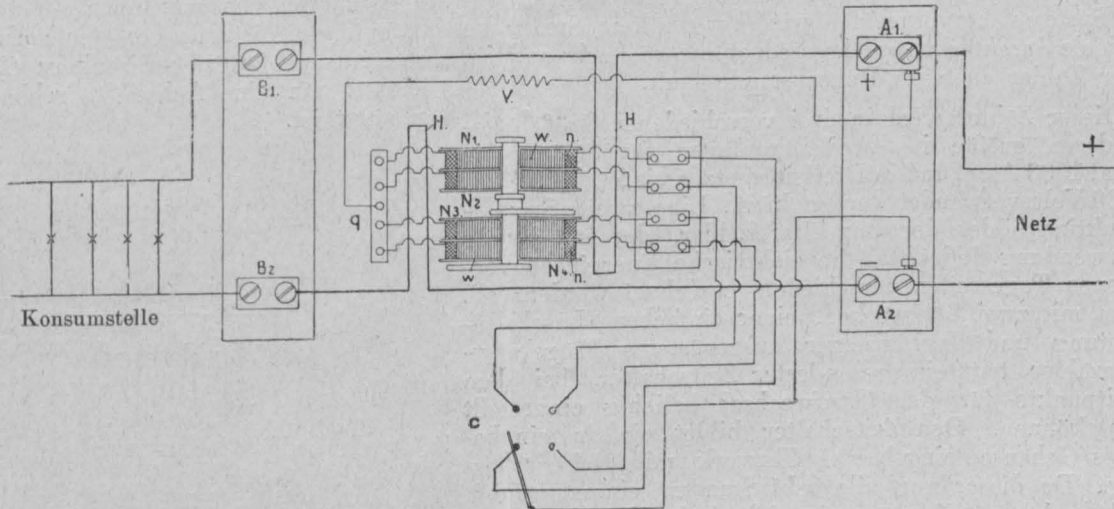 A1.
B1.
+
V.
H.
H
+
N1.
w.
n.
N2
N3
q
Netz
N4
n.
w
B2
−
A2
Konsumstelle
C